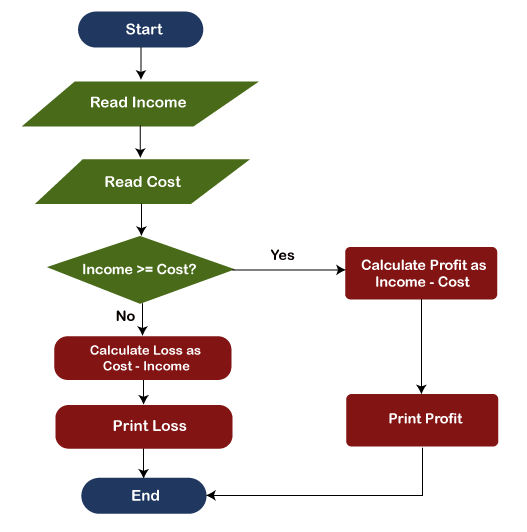 Start
Read Income
Read Cost
Income >= Cost?
Yes
Calculate Profit as
Income - Cost
No
Calculate Loss as
Cost - Income
Print Loss
Print Profit
End